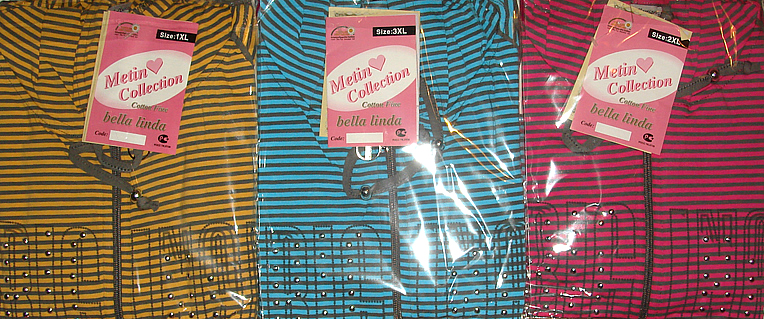 Size:1XL
Metin
Collection
Cotton Fine
bella linda
Code:
Size:3XL
Metin
Collection
Cotton Fine
bella linda
Code:
Size:2XL
Metin
Collection
Cotton Fine
bella linda
Code: